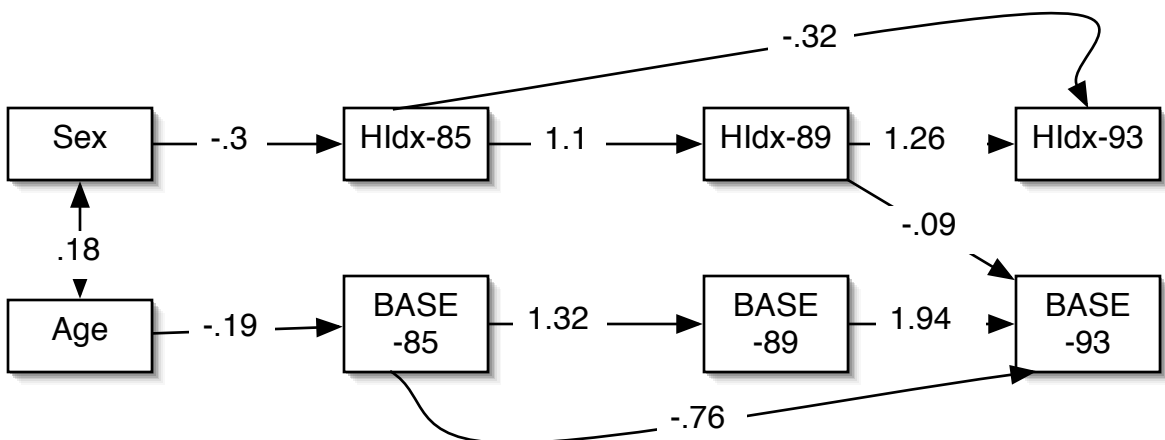 -.32
Sex
-.3
HIdx-85
1.1
HIdx-89
1.26
HIdx-93
.18
-.09
Age
-.19
BASE
-85
1.32
BASE
-89
1.94
BASE
-93
-.76